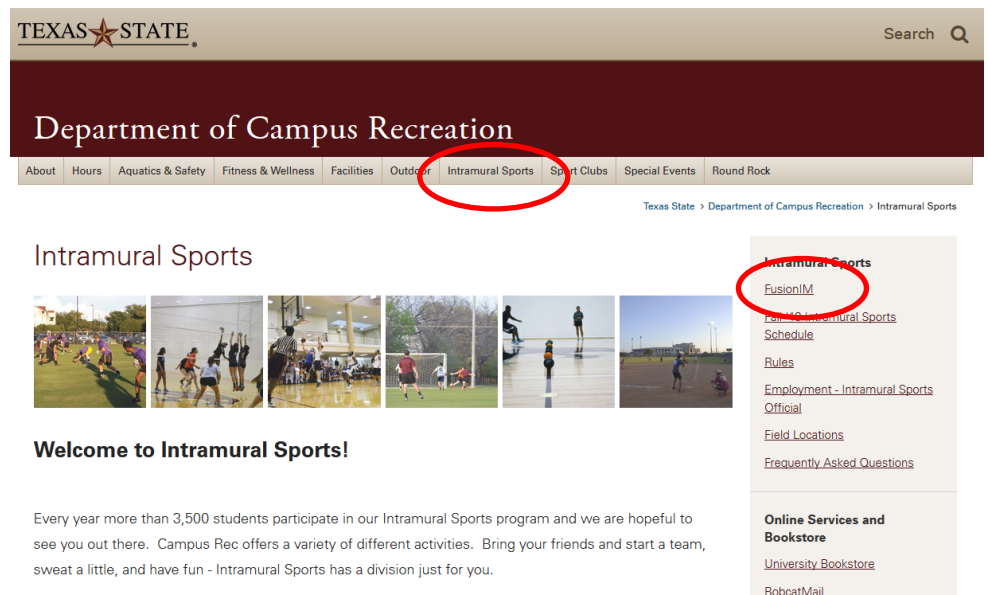 TEXAS STATE
Search
Department of Campus Recreation
About Hours Aquatics & Safety Fitness & Wellness Facilities Outdoor Intramural Sports Sport Clubs Special Events Round Rock
Texas State > Department of Campus Recreation > Intramural Sports
Intramural Sports
Welcome to Intramural Sports!
Every year more than 3,500 students participate in our Intramural Sports program and we are hopeful to
see you out there. Campus Rec offers a variety of different activities. Bring your friends and start a team,
sweat a little, and have fun - Intramural Sports has a division just for you.
Intramural Sports
FusionIM
Fall '18 Intramural Sports
Schedule
Rules
Employment - Intramural Sports
Official
Field Locations
Frequently Asked Questions
Online Services and
Bookstore
University Bookstore
BobcatMail